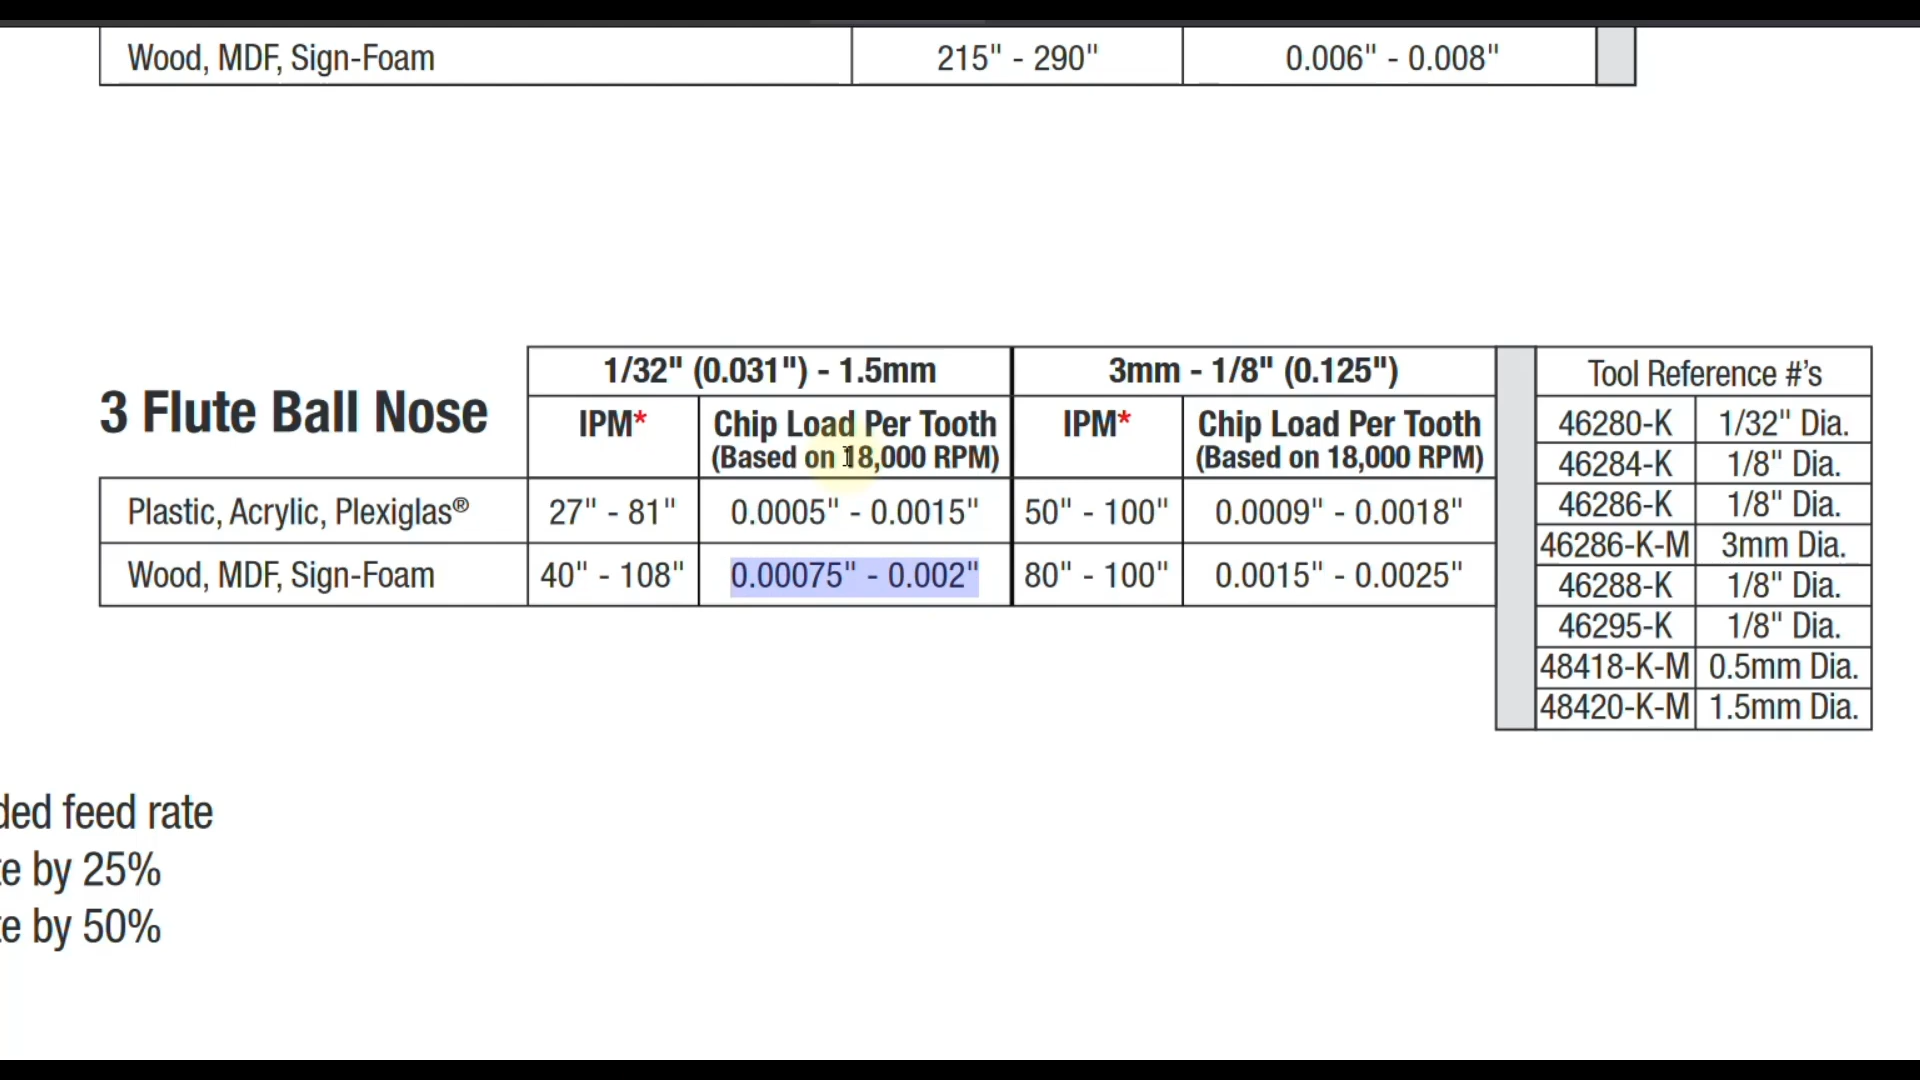 Wood, MDF, Sign-Foam 215" - 290" 0.006" - 0.008"
1/32" (0.031") - 1.5mm 3mm - 1/8" (0.125") Tool Reference #’s
3 Flute Ball Nose IPM* Chip Load Per Tooth IPM* Chip Load Per Tooth 46280-K 1/32" Dia.
(Based on 18,000 RPM) (Based on 18,000 RPM) 46284-K 1/8" Dia.
Plastic, Acrylic, Plexiglas® 27" - 81" 0.0005" - 0.0015" 50" - 100" 0.0009" - 0.0018" 46286-K 1/8" Dia.
46286-K-M 3mm Dia.
Wood, MDF, Sign-Foam 40" - 108" 0.00075" - 0.002" 80" - 100" 0.0015" - 0.0025" 46288-K 1/8" Dia.
46295-K 1/8" Dia.
48418-K-M 0.5mm Dia.
48420-K-M 1.5mm Dia.
feed rate
by 25%
by 50%